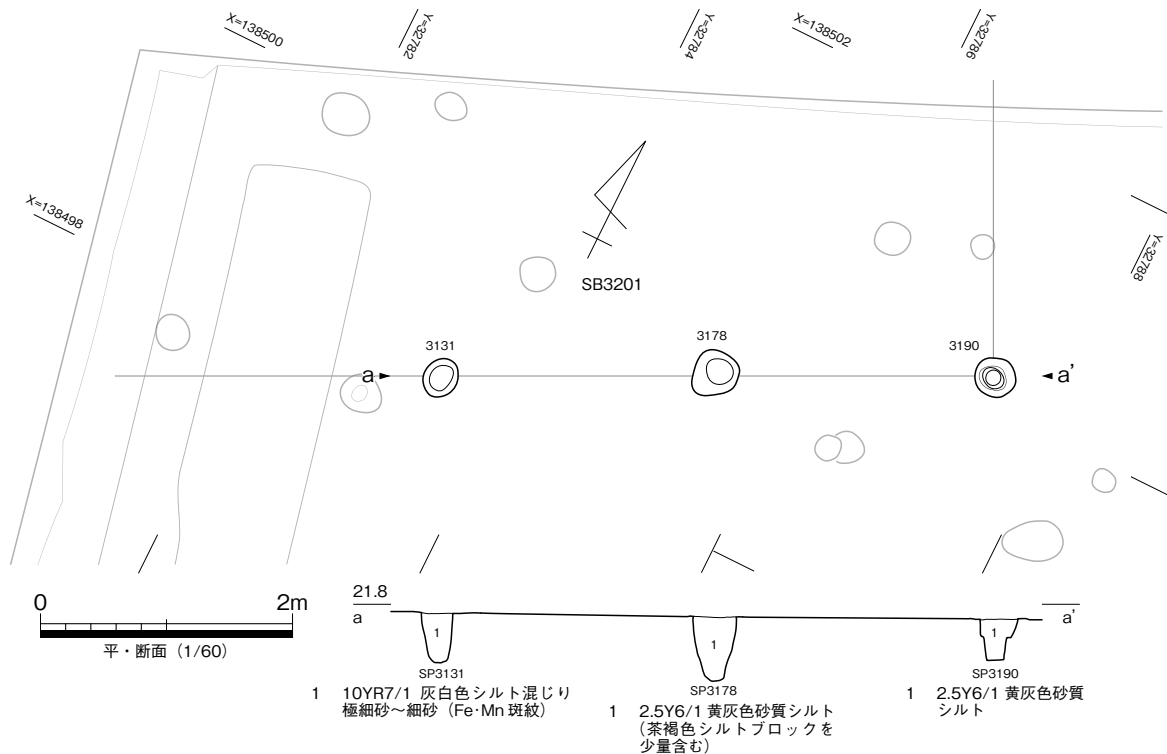 X=138500
Y=32782
Y=32784
X=138502
Y=32786
X=138498
Y=32788
SB3201
3131
3178
3190
a
a'
0
2m
平・断面（1/60）
21.8
a
a'
1
1
1
SP3131
SP3178
SP3190
1 10YR7/1 灰白色シルト混じり
極細砂～細砂（Fe·Mn 斑紋）
1 2.5Y6/1 黄灰色砂質シルト
（茶褐色シルトブロックを
少量含む）
1 2.5Y6/1 黄灰色砂質
シルト